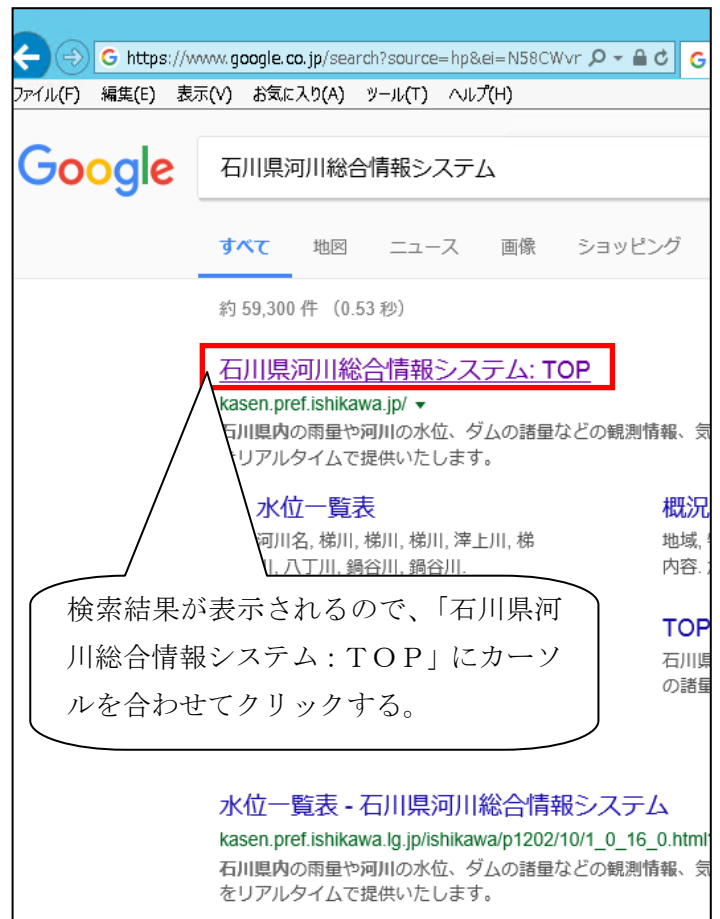 https://www.google.co.jp/search?source=hp&ei=N58CWvr
ファイル(F) 編集(E) 表示(V) お気に入り(A) ツール(T) ヘルプ(H)
Google 石川県河川総合情報システム
すべて 地図 ニュース 画像 ショッピング
約 59,300 件 （0.53 秒）
石川県河川総合情報システム: TOP
kasen.pref.ishikawa.jp/
石川県内の雨量や河川の水位、ダムの諸量などの観測情報、気
リアルタイムで提供いたします。
水位一覧表
河川名, 梯川, 梯川, 梯川, 滓上川, 梯
八丁川, 鍋谷川, 鍋谷川.
概況
地域,
内容.
TOP
石川県
の諸量
検索結果が表示されるので、「石川県河
川総合情報システム：ＴＯＰ」にカーソ
ルを合わせてクリックする。
水位一覧表 - 石川県河川総合情報システム
kasen.pref.ishikawa.lg.jp/ishikawa/p1202/10/1_0_16_0.html
石川県内の雨量や河川の水位、ダムの諸量などの観測情報、気
をリアルタイムで提供いたします。